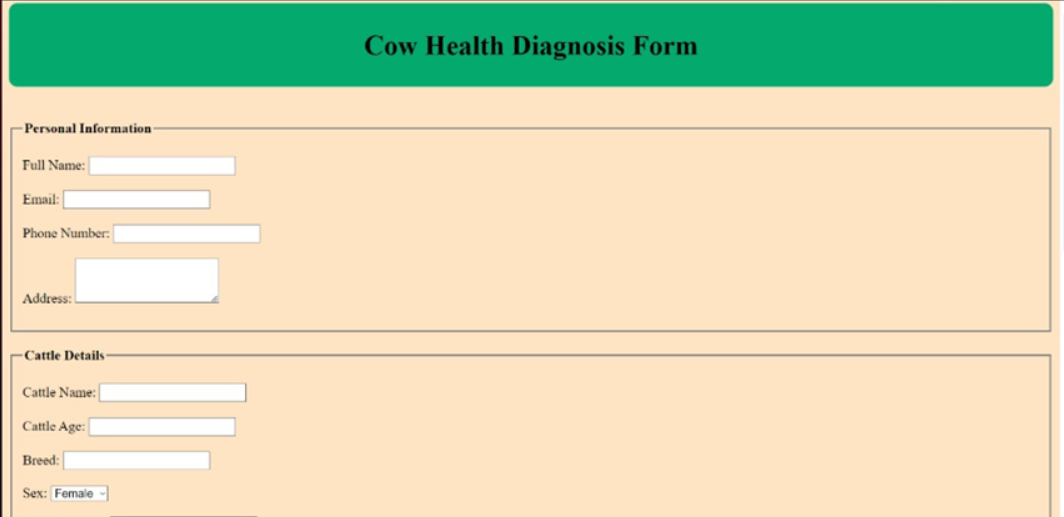 Cow Health Diagnosis Form
Personal Information
Full Name:
Email:
Phone Number:
Address:
Cattle Details
Cattle Name:
Cattle Age:
Breed:
Sex: Female